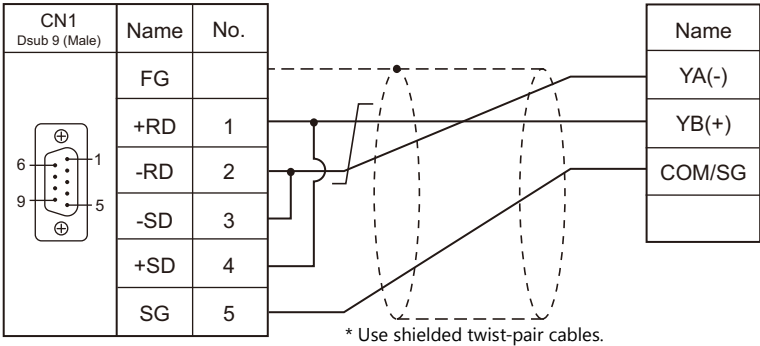 CN1
Dsub 9 (Male)
Name No.
Name
FG
YA(-)
+RD 1
YB(+)
6 1
-RD 2
COM/SG
9 5
-SD 3
+SD 4
SG 5
* Use shielded twist-pair cables.